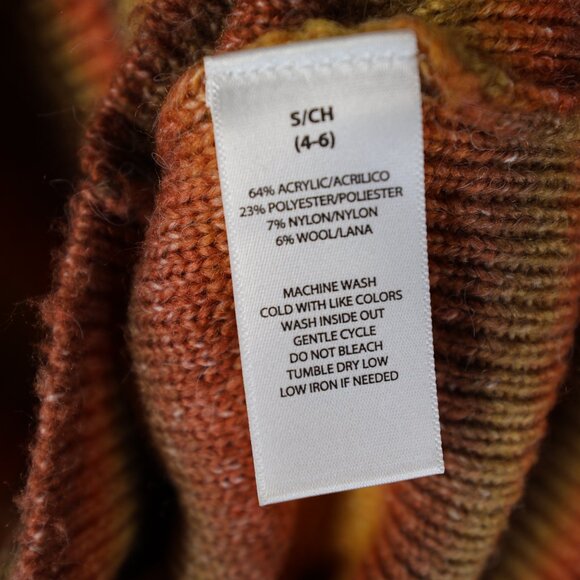 S/CH
(4-6)
64% ACRYLIC/ACRILICO
23% POLYESTER/POLIESTER
7% NYLON/NYLON
6% WOOL/LANA
MACHINE WASH
COLD WITH LIKE COLORS
WASH INSIDE OUT
GENTLE CYCLE
DO NOT BLEACH
TUMBLE DRY LOW
LOW IRON IF NEEDED